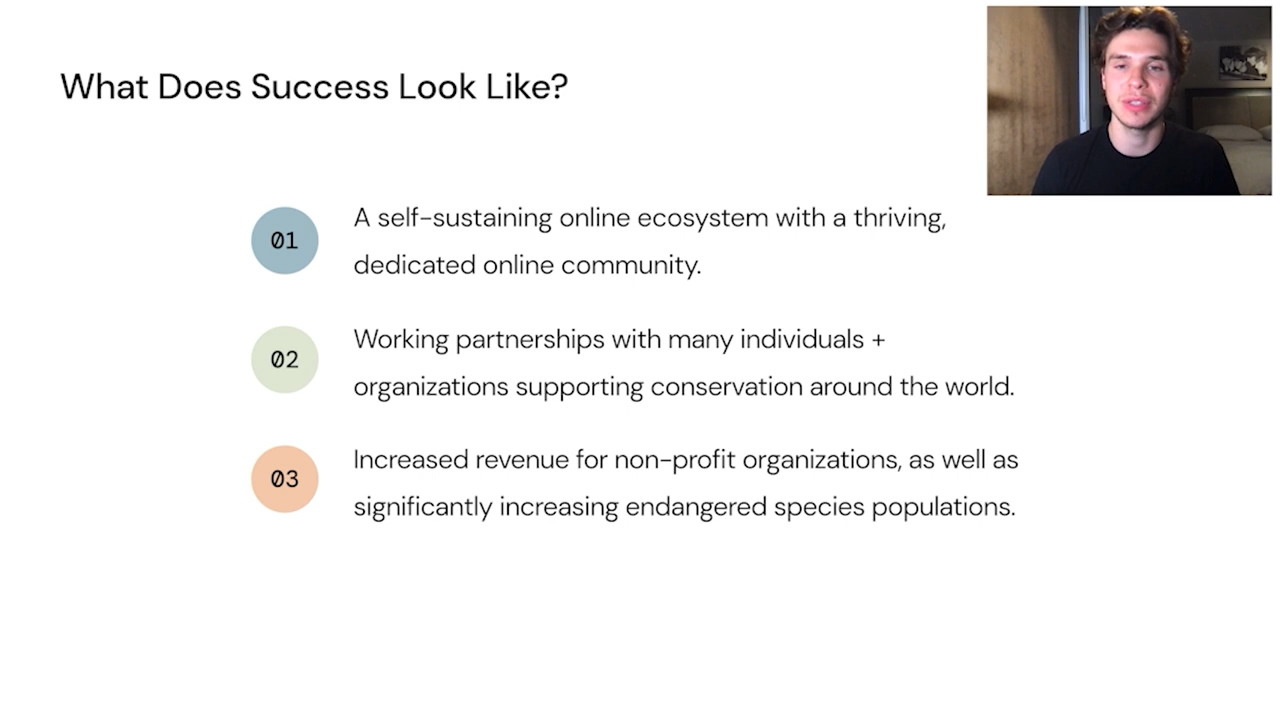 What Does Success Look Like?
01
A self-sustaining online ecosystem with a thriving,
dedicated online community.
02
Working partnerships with many individuals +
organizations supporting conservation around the world.
03
Increased revenue for non-profit organizations, as well as
significantly increasing endangered species populations.